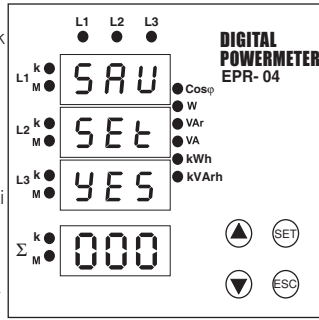 k
L1 L2 L3
DIGITAL
POWERMETER
EPR- 04
L1 k M SAU
Cosφ
W
L2 k M SEt
VAr
VA
kWh
L3 k M YES
kVArh
i
Σ k M 000
SET
ESC